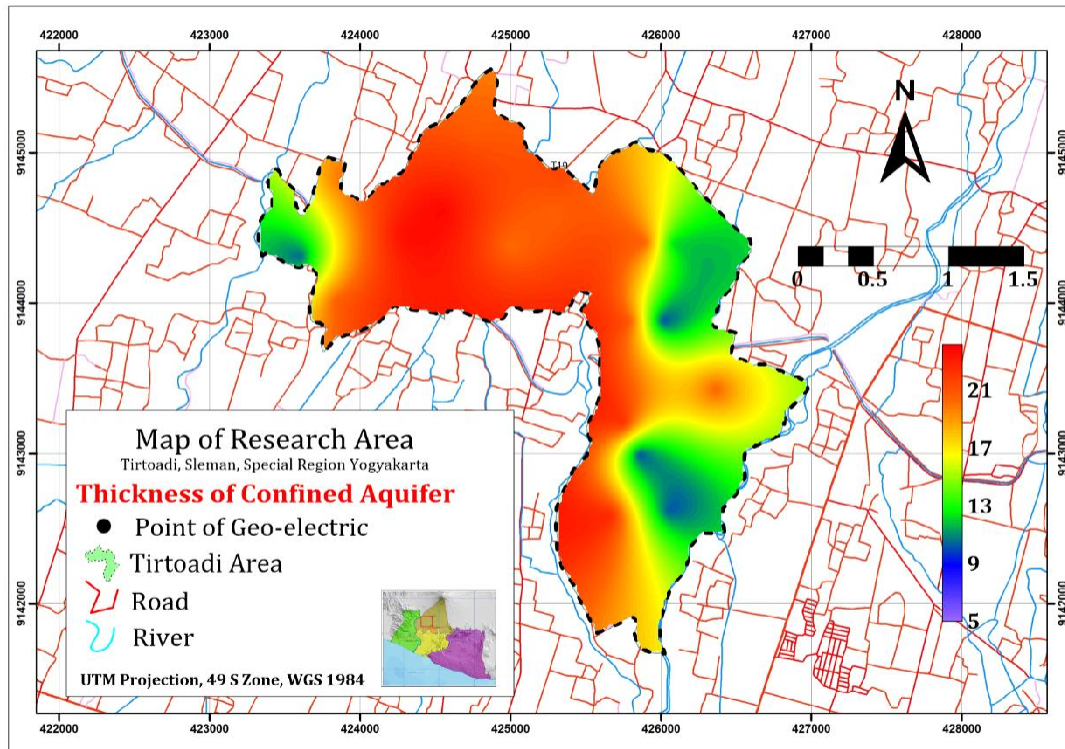 422000 423000 424000 425000 426000 427000 428000
9145000 9145000
T19
N
0 0.5 1 1.5
9144000 9144000
21
17
13
9
5
9143000 9143000
9142000 9142000
Map of Research Area
Tirtoadi, Sleman, Special Region Yogyakarta
Thickness of Confined Aquifer
Point of Geo-electric
Tirtoadi Area
Road
River
UTM Projection, 49 S Zone, WGS 1984
422000 423000 424000 425000 426000 427000 428000